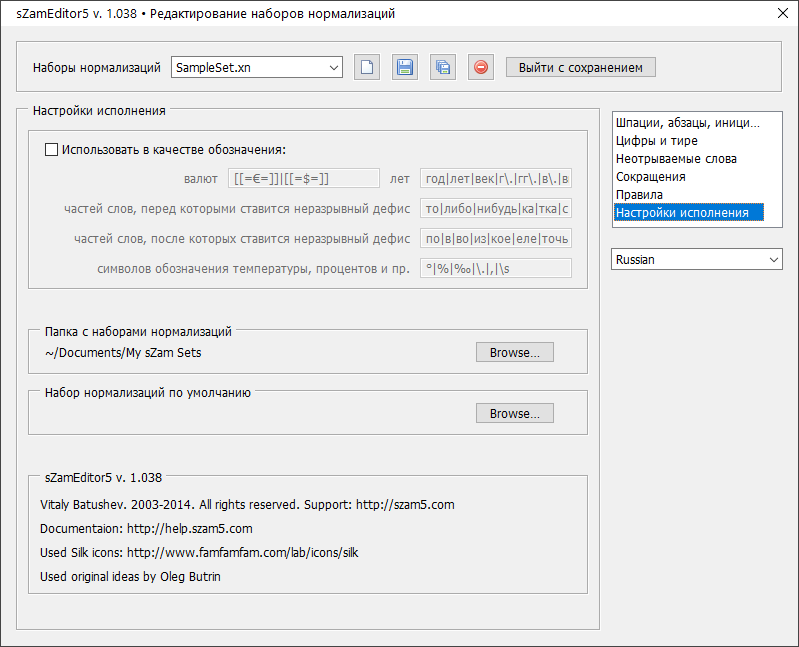 sZamEditor5 v. 1.038 • Редактирование наборов нормализаций
Наборы нормализаций SampleSet.xn Выйти с сохранением
Настройки исполнения
Использовать в качестве обозначения:
валют [[=€=]]|[[=$=]] лет год|лет|век|г\.|гг\.|в\.|в
частей слов, перед которыми ставится неразрывный дефис то|либо|нибудь|ка|тка|с
частей слов, после которых ставится неразрывный дефис по|в|во|из|кое|еле|точь
символов обозначения температуры, процентов и пр. °|%|‰|\.|,|\s
Папка с наборами нормализаций
~/Documents/My sZam Sets Browse...
Набор нормализаций по умолчанию
Browse...
sZamEditor5 v. 1.038
Vitaly Batushev. 2003-2014. All rights reserved. Support: http://szam5.com
Documentaion: http://help.szam5.com
Used Silk icons: http://www.famfamfam.com/lab/icons/silk
Used original ideas by Oleg Butrin
Шпации, абзацы, иници...
Цифры и тире
Неотрываемые слова
Сокращения
Правила
Настройки исполнения
Russian